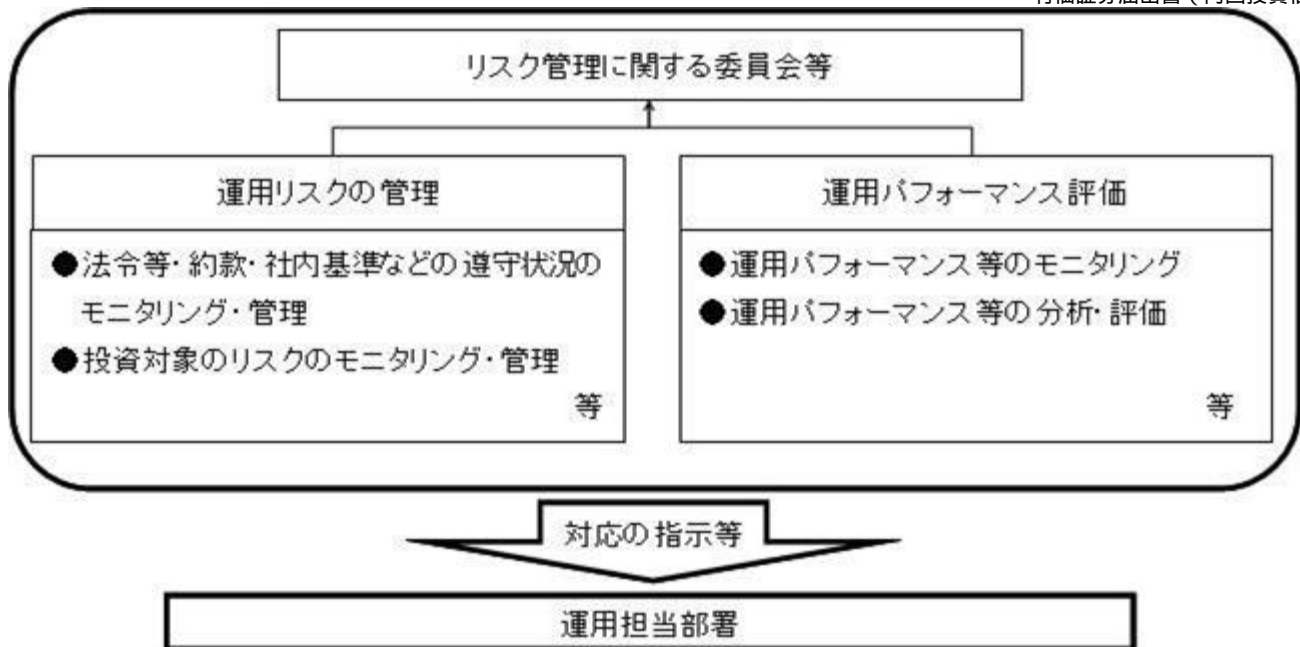 リスク管理に関する委員会等
運用リスクの管理
●法令等・約款・社内基準などの遵守状況の
モニタリング・管理
●投資対象のリスクのモニタリング・管理
等
運用パフォーマンス評価
●運用パフォーマンス等のモニタリング
●運用パフォーマンス等の分析・評価
等
対応の指示等
運用担当部署